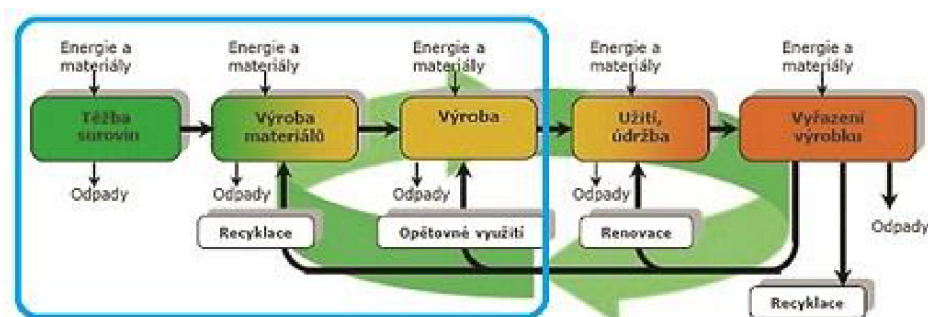 Energie a
materiály
Energie a
materiály
Energie a
materiály
Energie a
materiály
Energie a
materiály
Těžba
surovin
Výroba
materiálů
Výroba
Užití,
údržba
Vyřazení
výrobku
Odpady
Odpady
Odpady
Odpady
Odpady
Recyklace
Opětovné využití
Renovace
Recyklace